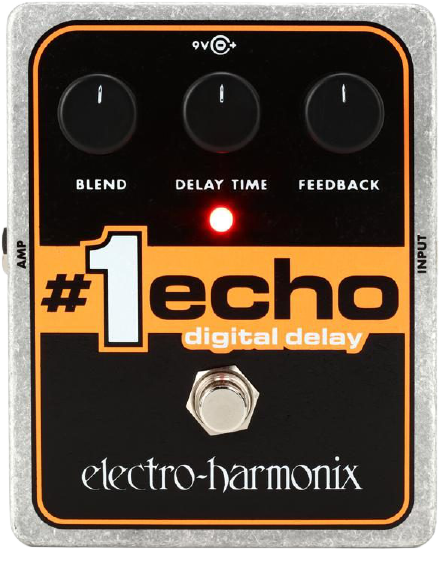 9V +
BLEND DELAY TIME FEEDBACK
AMP
INPUT
#1echo
digital delay
electro-harmonix